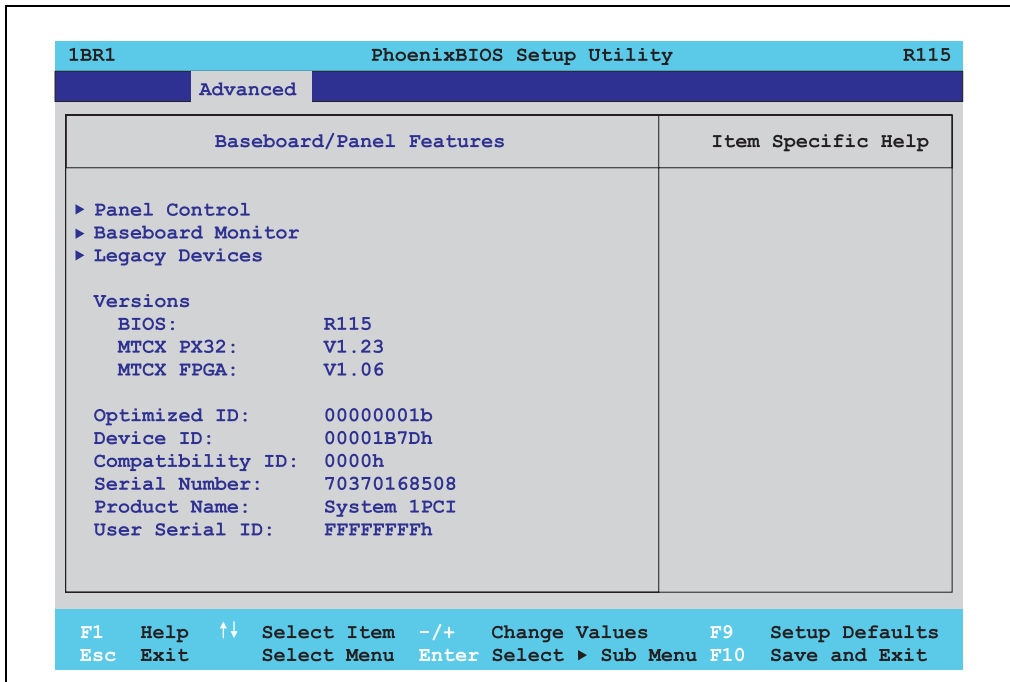 1BR1 PhoenixBIOS Setup Utility R115
Advanced
Baseboard/Panel Features Item Specific Help
▶ Panel Control
▶ Baseboard Monitor
▶ Legacy Devices
Versions
BIOS: R115
MTCX PX32: V1.23
MTCX FPGA: V1.06
Optimized ID: 00000001b
Device ID: 00001B7Dh
Compatibility ID: 0000h
Serial Number: 70370168508
Product Name: System 1PCI
User Serial ID: FFFFFFFFh
F1 Help ↑↓ Select Item -/+ Change Values F9 Setup Defaults
Esc Exit Select Menu Enter Select ▶ Sub Menu F10 Save and Exit